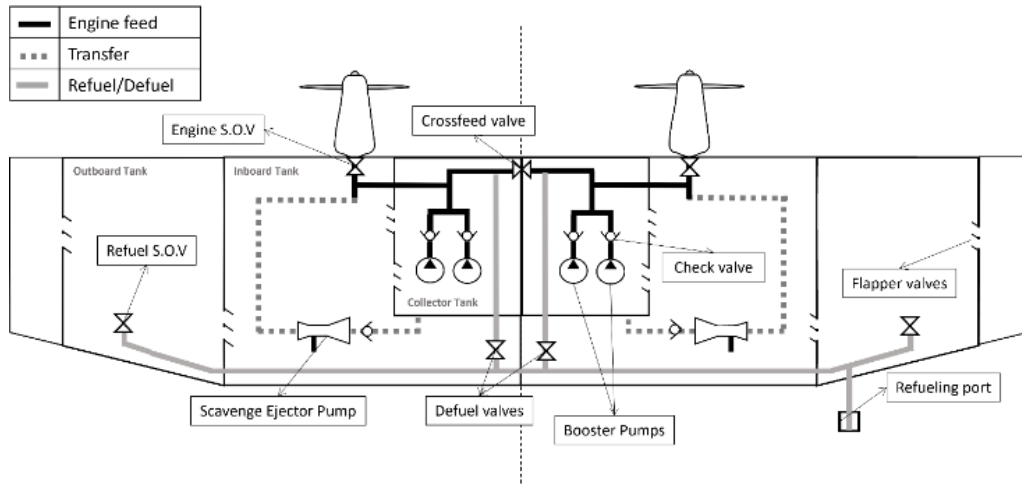 Engine feed
Transfer
Refuel/Defuel
Crossfeed valve
Engine S.O.V
Outboard Tank
Inboard Tank
Refuel S.O.V
Check valve
Flapper valves
Collector Tank
Scavenge Ejector Pump
Defuel valves
Booster Pumps
Refueling port